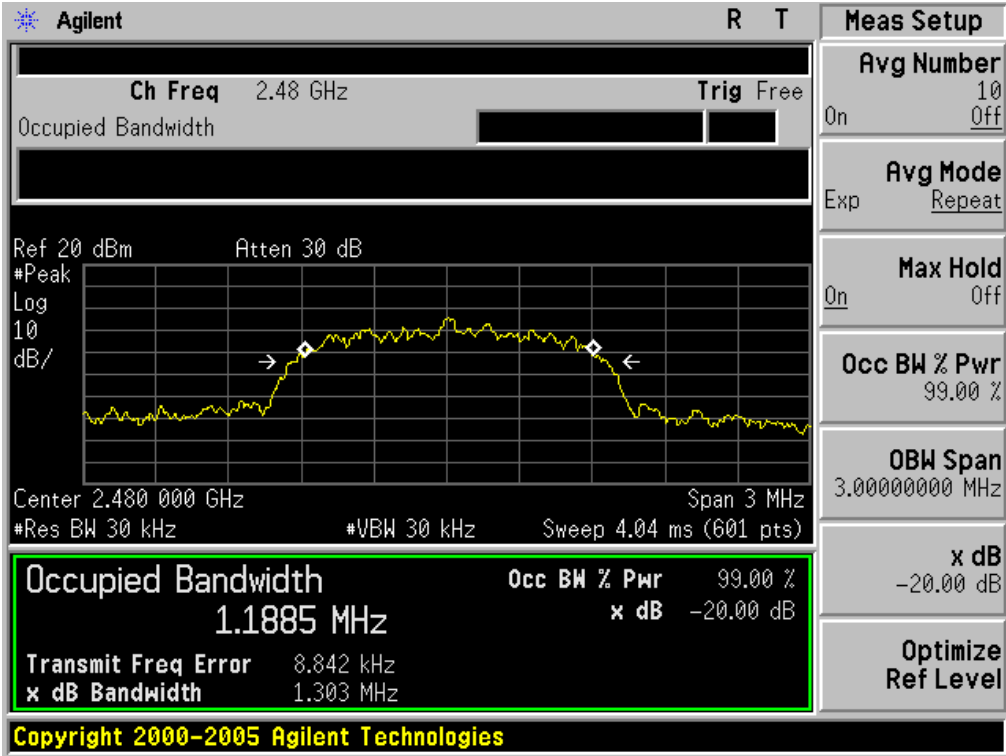 Agilent R T Meas Setup
Ch Freq 2.48 GHz Trig Free
Occupied Bandwidth
Avg Number
10
On Off
Avg Mode
Exp Repeat
Max Hold
On Off
Occ BW % Pwr
99.00 %
OBW Span
3.00000000 MHz
x dB
-20.00 dB
Optimize
Ref Level
Ref 20 dBm Atten 30 dB
#Peak
Log
10
dB/
Center 2.480 000 GHz Span 3 MHz
#Res BW 30 kHz #VBW 30 kHz Sweep 4.04 ms (601 pts)
Occupied Bandwidth Occ BW % Pwr 99.00 %
1.1885 MHz x dB -20.00 dB
Transmit Freq Error 8.842 kHz
x dB Bandwidth 1.303 MHz
Copyright 2000-2005 Agilent Technologies